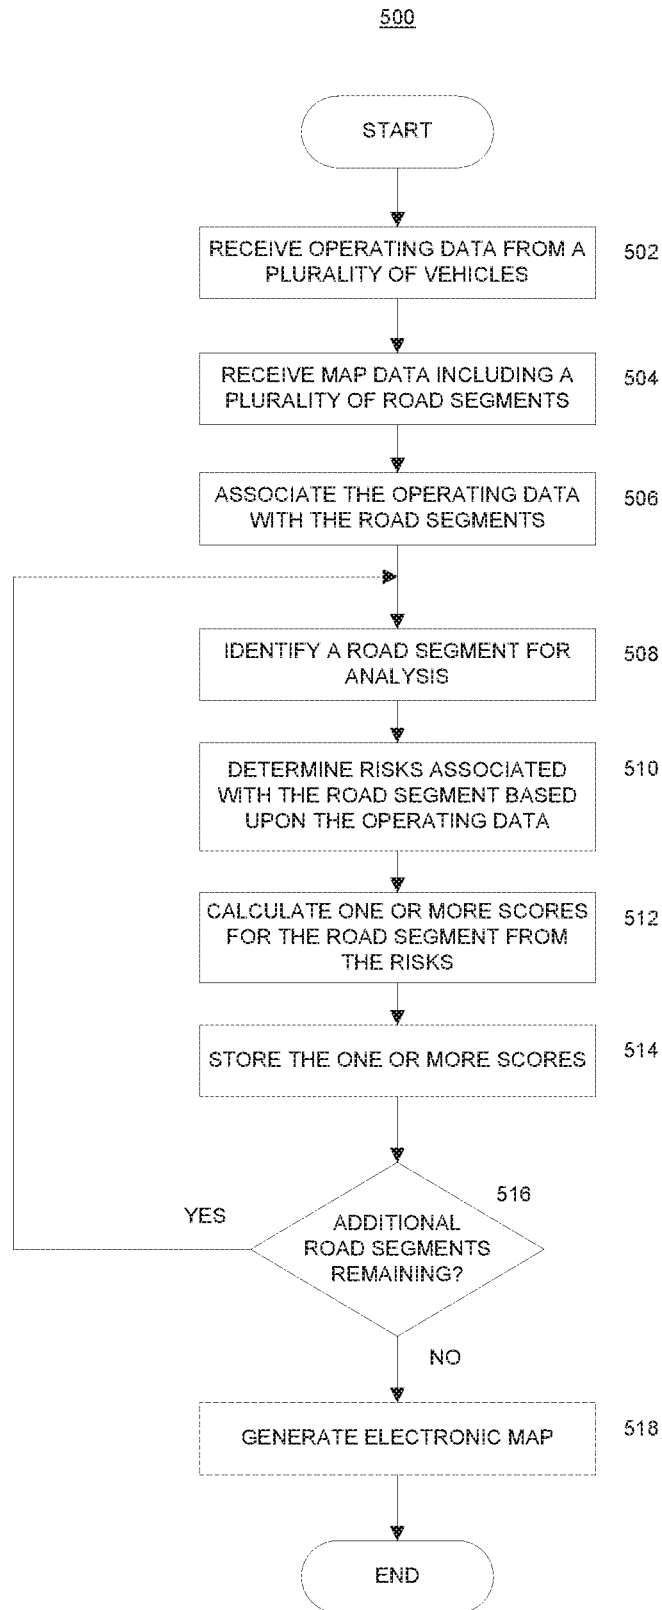 500
START
RECEIVE OPERATING DATA FROM A
PLURALITY OF VEHICLES
502
RECEIVE MAP DATA INCLUDING A
PLURALITY OF ROAD SEGMENTS
504
ASSOCIATE THE OPERATING DATA
WITH THE ROAD SEGMENTS
506
IDENTIFY A ROAD SEGMENT FOR
ANALYSIS
508
DETERMINE RISKS ASSOCIATED
WITH THE ROAD SEGMENT BASED
UPON THE OPERATING DATA
510
CALCULATE ONE OR MORE SCORES
FOR THE ROAD SEGMENT FROM
THE RISKS
512
STORE THE ONE OR MORE SCORES
514
516
YES
ADDITIONAL
ROAD SEGMENTS
REMAINING?
NO
GENERATE ELECTRONIC MAP
518
END